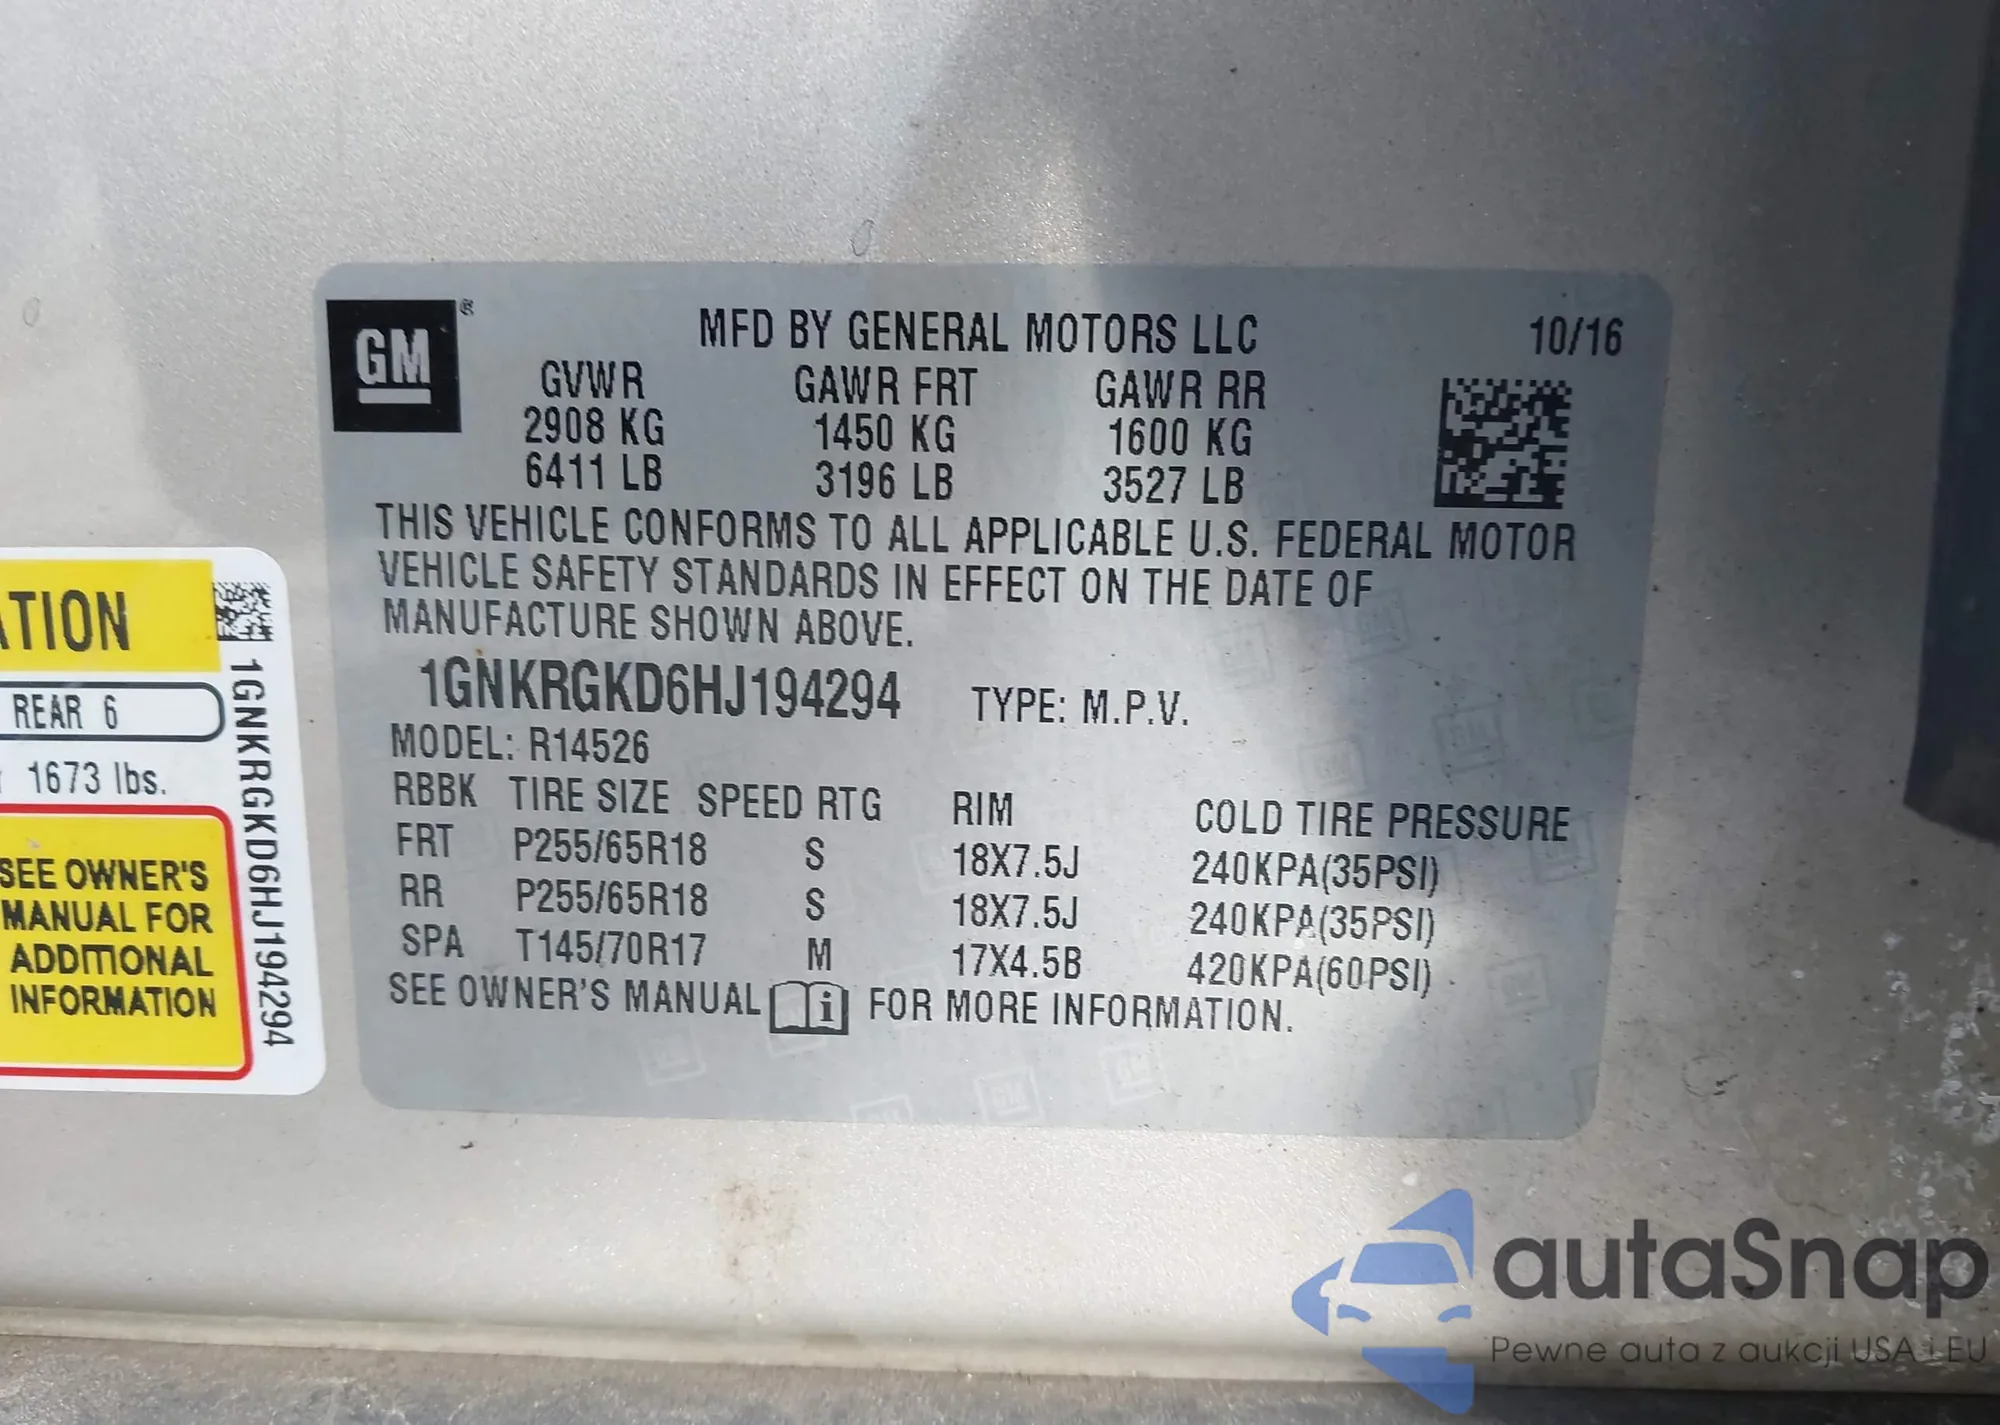 GM ®
MFD BY GENERAL MOTORS LLC 10/16
GVWR GAWR FRT GAWR RR
2908 KG 1450 KG 1600 KG
6411 LB 3196 LB 3527 LB
THIS VEHICLE CONFORMS TO ALL APPLICABLE U.S. FEDERAL MOTOR
VEHICLE SAFETY STANDARDS IN EFFECT ON THE DATE OF
MANUFACTURE SHOWN ABOVE.
1GNKRGKD6HJ194294 TYPE: M.P.V.
MODEL: R14526
RBBK TIRE SIZE SPEED RTG RIM COLD TIRE PRESSURE
FRT P255/65R18 S 18X7.5J 240KPA(35PSI)
RR P255/65R18 S 18X7.5J 240KPA(35PSI)
SPA T145/70R17 M 17X4.5B 420KPA(60PSI)
SEE OWNER'S MANUAL i FOR MORE INFORMATION.
ATION
REAR 6
1673 lbs.
SEE OWNER'S
MANUAL FOR
ADDITIONAL
INFORMATION
1GNKRGKD6HJ194294
autaSnap
Pewne auta z aukcji USA i EU